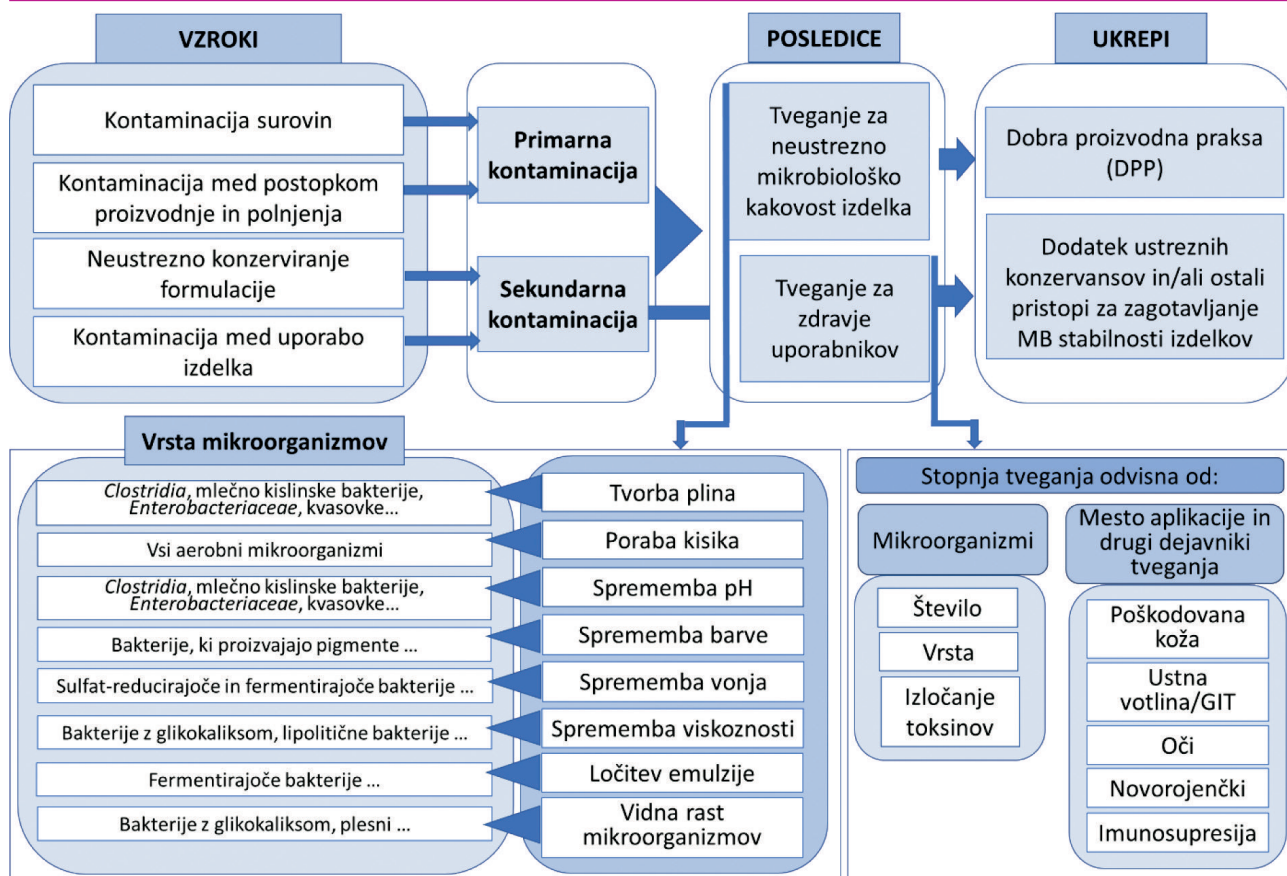 VZROKI
POSLEDICE
UKREPI
Kontaminacija surovin
Kontaminacija med postopkom
proizvodnje in polnjenja
Neustrezno konzerviranje
formulacije
Kontaminacija med uporabo
izdelka
Primarna
kontaminacija
Sekundarna
kontaminacija
Tveganje za
neustrezno
mikrobiološko
kakovost izdelka
Tveganje za
zdravje
uporabnikov
Dobra proizvodna praksa
(DPP)
Dodatek ustreznih
konzervansov in/ali ostali
pristopi za zagotavljanje
MB stabilnosti izdelkov
Vrsta mikroorganizmov
Clostridia, mlečno kislinske bakterije,
Enterobacteriaceae, kvasovke...
Tvorba plina
Vsi aerobni mikroorganizmi
Poraba kisika
Clostridia, mlečno kislinske bakterije,
Enterobacteriaceae, kvasovke...
Sprememba pH
Bakterije, ki proizvajajo pigmente ...
Sprememba barve
Sulfat-reducirajoče in fermentirajoče bakterije ...
Sprememba vonja
Bakterije z glikokaliksom, lipolitične bakterije ...
Sprememba viskoznosti
Fermentirajoče bakterije ...
Ločitev emulzije
Bakterije z glikokaliksom, plesni ...
Vidna rast
mikroorganizmov
Stopnja tveganja odvisna od:
Mikroorganizmi
Število
Vrsta
Izločanje
toksinov
Mesto aplikacije in
drugi dejavniki
tveganja
Poškodovana
koža
Ustna
votlina/GIT
Oči
Novorojenčki
Imunosupresija